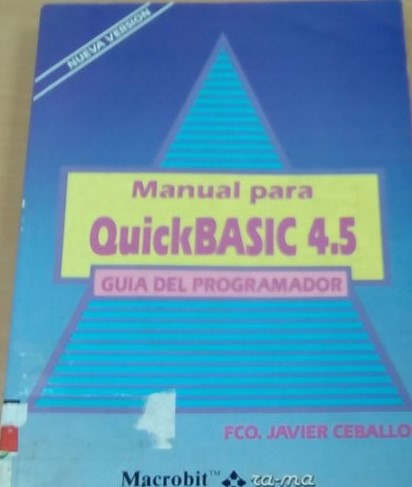 NUEVA VERSION
Manual para
QuickBASIC 4.5
GUIA DEL PROGRAMADOR
FCO. JAVIER CEBALLO
Macrobit™ ra-ma